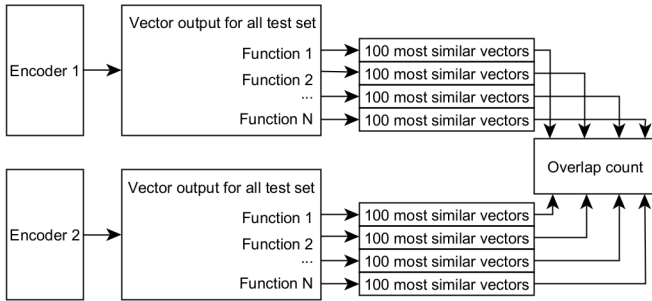 Encoder 1
Vector output for all test set
Function 1
Function 2
...
Function N
100 most similar vectors
100 most similar vectors
100 most similar vectors
100 most similar vectors
Overlap count
Encoder 2
Vector output for all test set
Function 1
Function 2
...
Function N
100 most similar vectors
100 most similar vectors
100 most similar vectors
100 most similar vectors